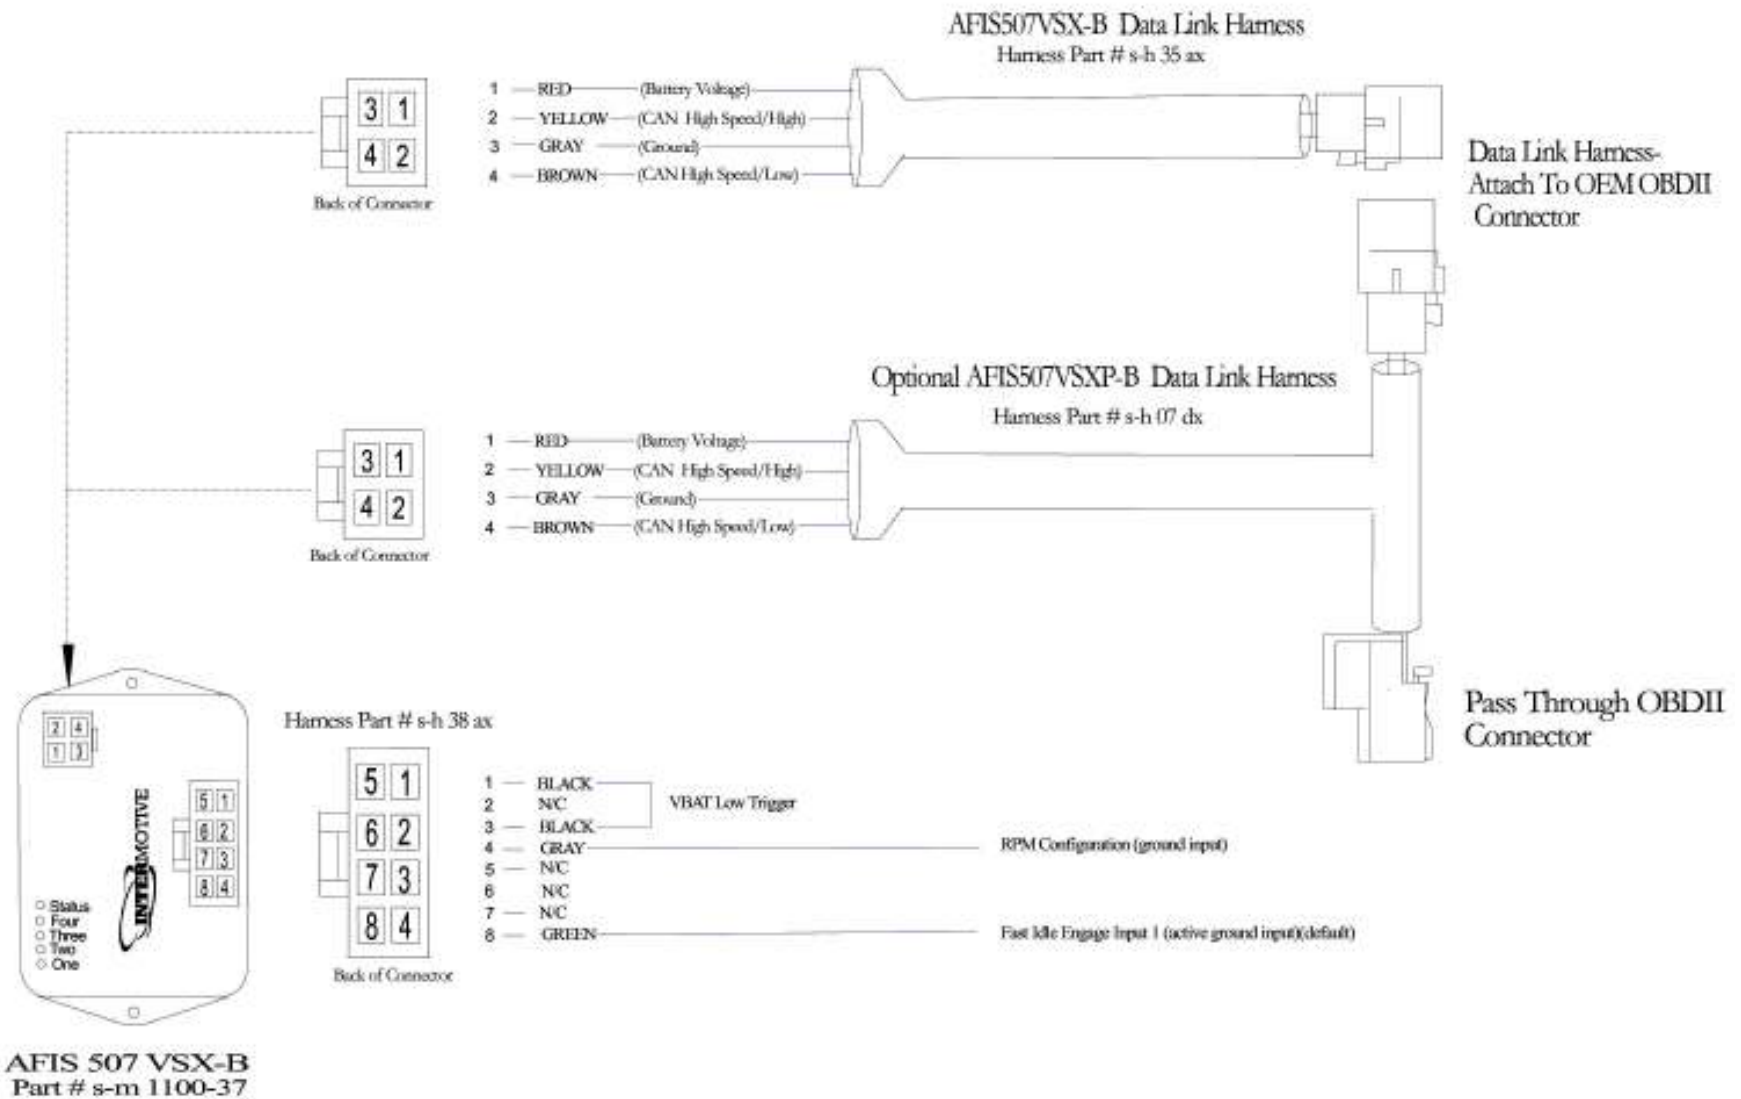 AFIS507VSX-B Data Link Harness
Harness Part # s-h 35 ax
3 1
4 2
Back of Connector
1 RED (Battery Voltage)
2 YELLOW (CAN High Speed/High)
3 GRAY (Ground)
4 BROWN (CAN High Speed/Low)
Data Link Harness-
Attach To OEM OBDII
Connector
Optional AFIS507VSXP-B Data Link Harness
Harness Part # s-h 07 dx
3 1
4 2
Back of Connector
1 RED (Battery Voltage)
2 YELLOW (CAN High Speed/High)
3 GRAY (Ground)
4 BROWN (CAN High Speed/Low)
Pass Through OBDII
Connector
2 4
1 3
5 1
6 2
7 3
8 4
INTERMOTIVE
Status
Four
Three
Two
One
AFIS 507 VSX-B
Part # s-m 1100-37
Harness Part # s-h 38 ax
5 1
6 2
7 3
8 4
Back of Connector
1 BLACK
2 N/C
3 BLACK
VBAT Low Trigger
4 GRAY RPM Configuration (ground input)
5 N/C
6 N/C
7 N/C
8 GREEN Fast Idle Engage Input 1 (active ground input)(default)